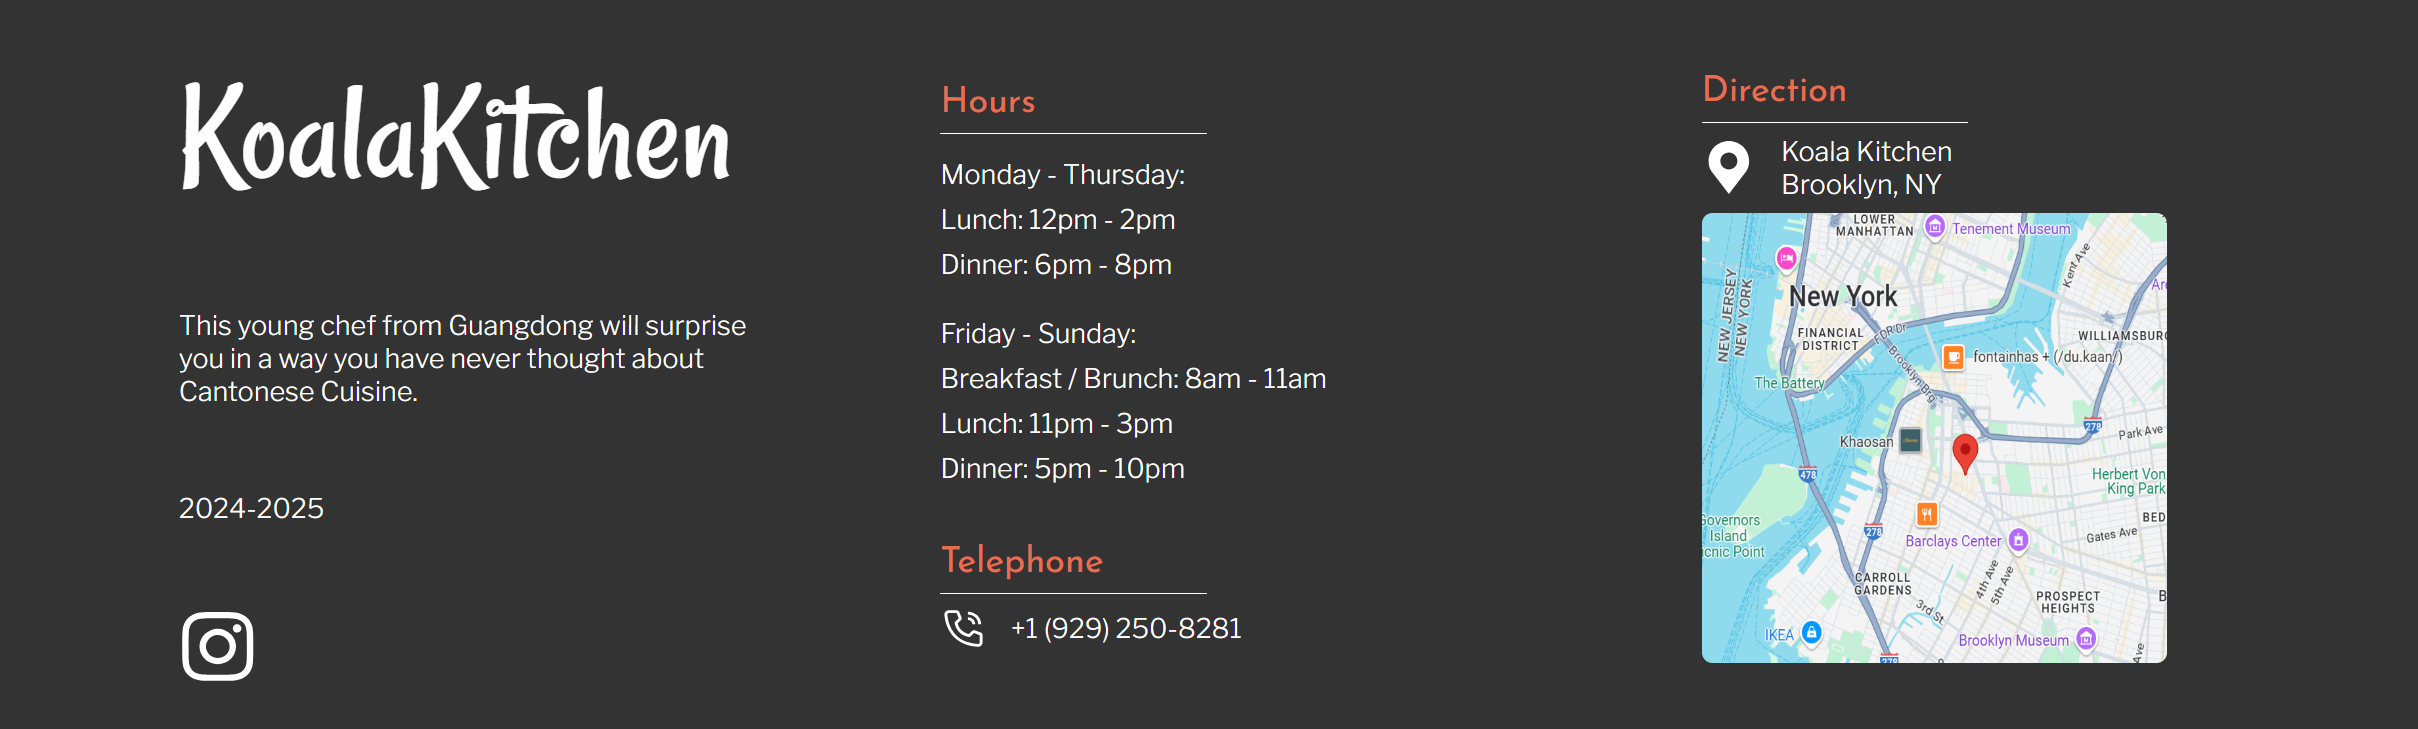 KoalaKitchen
This young chef from Guangdong will surprise
you in a way you have never thought about
Cantonese Cuisine.
2024-2025
Hours
Monday - Thursday:
Lunch: 12pm - 2pm
Dinner: 6pm - 8pm
Friday - Sunday:
Breakfast / Brunch: 8am - 11am
Lunch: 11pm - 3pm
Dinner: 5pm - 10pm
Telephone
+1 (929) 250-8281
Direction
Koala Kitchen
Brooklyn, NY
LOWER
MANHATTAN
Tenement Museum
Kent Ave
NEW JERSEY
NEW YORK
New York
FINANCIAL
DISTRICT
FDR Dr
WILLIAMSBURG
Brooklyn Brg
fontainhas + (/du.kaan/)
The Battery
278
Park Ave
Khaosan
478
Herbert Von
King Park
Governors
Island
icnic Point
278
BED
Gates Ave
Barclays Center
CARROLL
GARDENS
4th Ave
5th Ave
3rd St
PROSPECT
HEIGHTS
B
IKEA
Brooklyn Museum
Ave
278